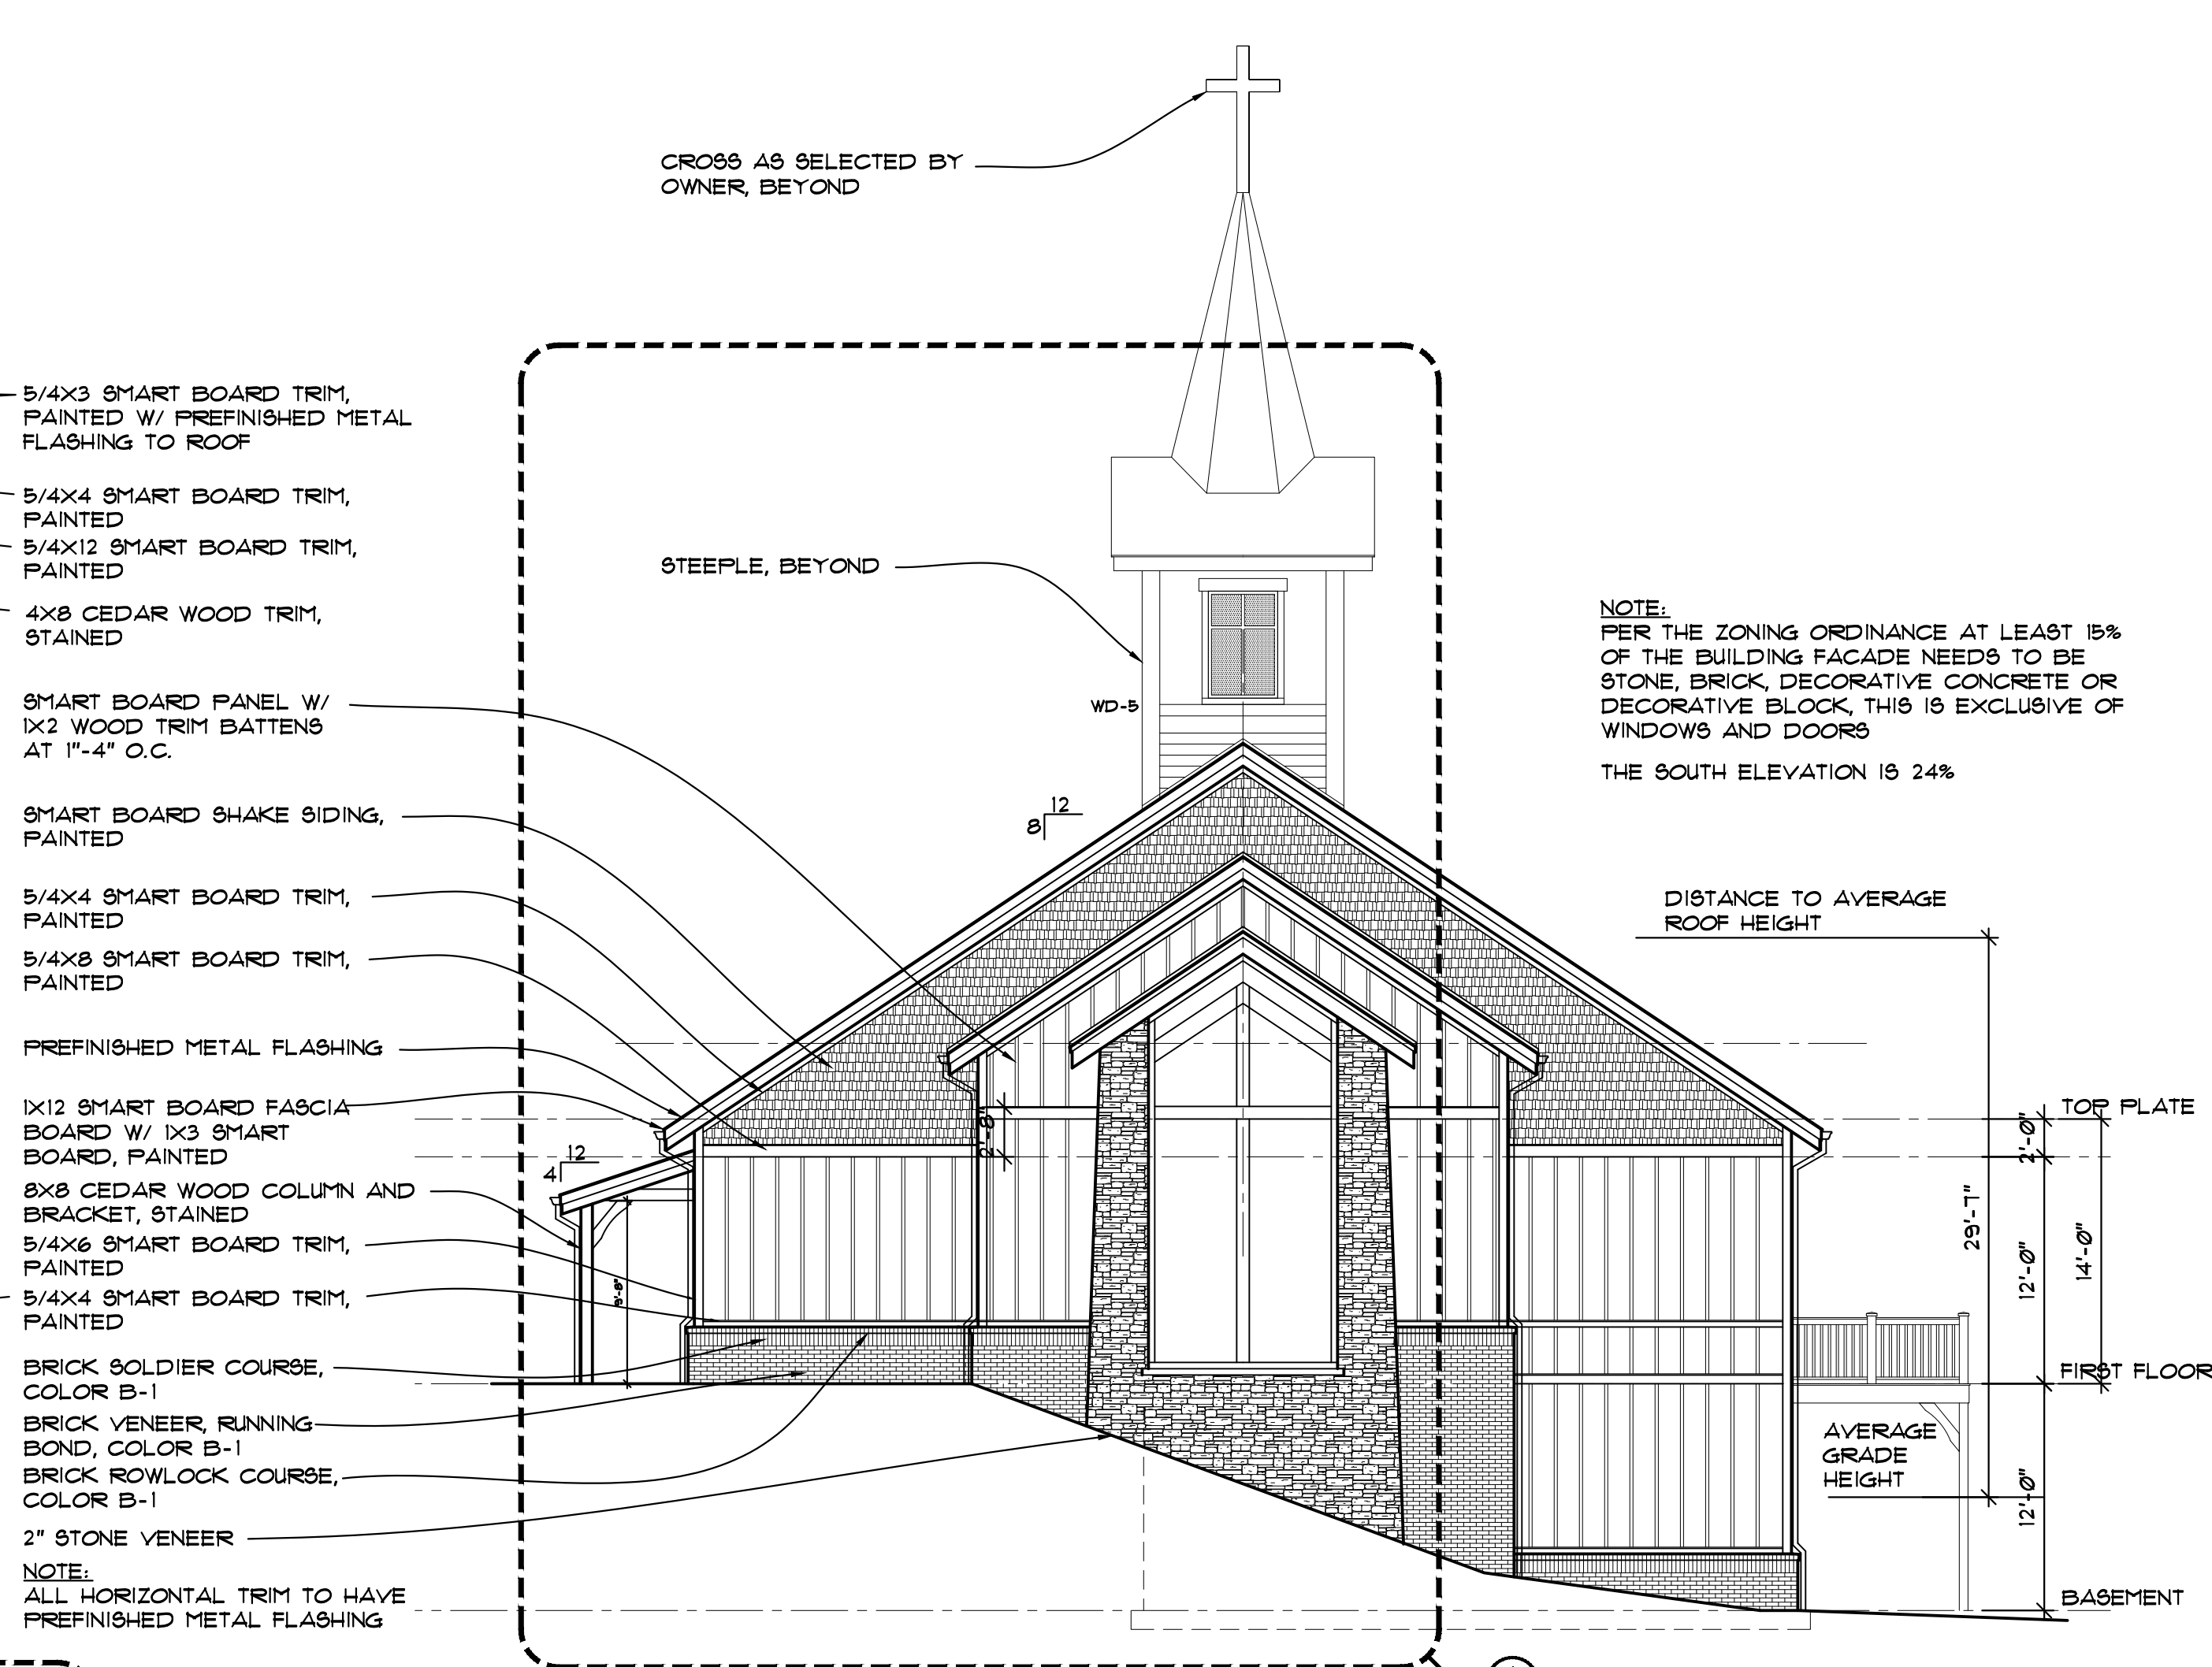 CROSS AS SELECTED BY
OWNER, BEYOND
5/4X3 SMART BOARD TRIM,
PAINTED W/ PREFINISHED METAL
FLASHING TO ROOF
5/4X4 SMART BOARD TRIM,
PAINTED
5/4X12 SMART BOARD TRIM,
PAINTED
4X8 CEDAR WOOD TRIM,
STAINED
SMART BOARD PANEL W/
1X2 WOOD TRIM BATTENS
AT 1"-4" O.C.
SMART BOARD SHAKE SIDING,
PAINTED
5/4X4 SMART BOARD TRIM,
PAINTED
5/4X8 SMART BOARD TRIM,
PAINTED
PREFINISHED METAL FLASHING
1X12 SMART BOARD FASCIA
BOARD W/ 1X3 SMART
BOARD, PAINTED
8X8 CEDAR WOOD COLUMN AND
BRACKET, STAINED
5/4X6 SMART BOARD TRIM,
PAINTED
5/4X4 SMART BOARD TRIM,
PAINTED
BRICK SOLDIER COURSE,
COLOR B-1
BRICK VENEER, RUNNING
BOND, COLOR B-1
BRICK ROWLOCK COURSE,
COLOR B-1
2" STONE VENEER
NOTE:
ALL HORIZONTAL TRIM TO HAVE
PREFINISHED METAL FLASHING
STEEPLE, BEYOND
WD-5
12
8
12
4
9'-8"
2'-8"
NOTE:
PER THE ZONING ORDINANCE AT LEAST 15%
OF THE BUILDING FACADE NEEDS TO BE
STONE, BRICK, DECORATIVE CONCRETE OR
DECORATIVE BLOCK, THIS IS EXCLUSIVE OF
WINDOWS AND DOORS
THE SOUTH ELEVATION IS 24%
DISTANCE TO AVERAGE
ROOF HEIGHT
TOP PLATE
2'-0"
29'-7"
12'-0"
14'-0"
FIRST FLOOR
AVERAGE
GRADE
HEIGHT
12'-0"
BASEMENT